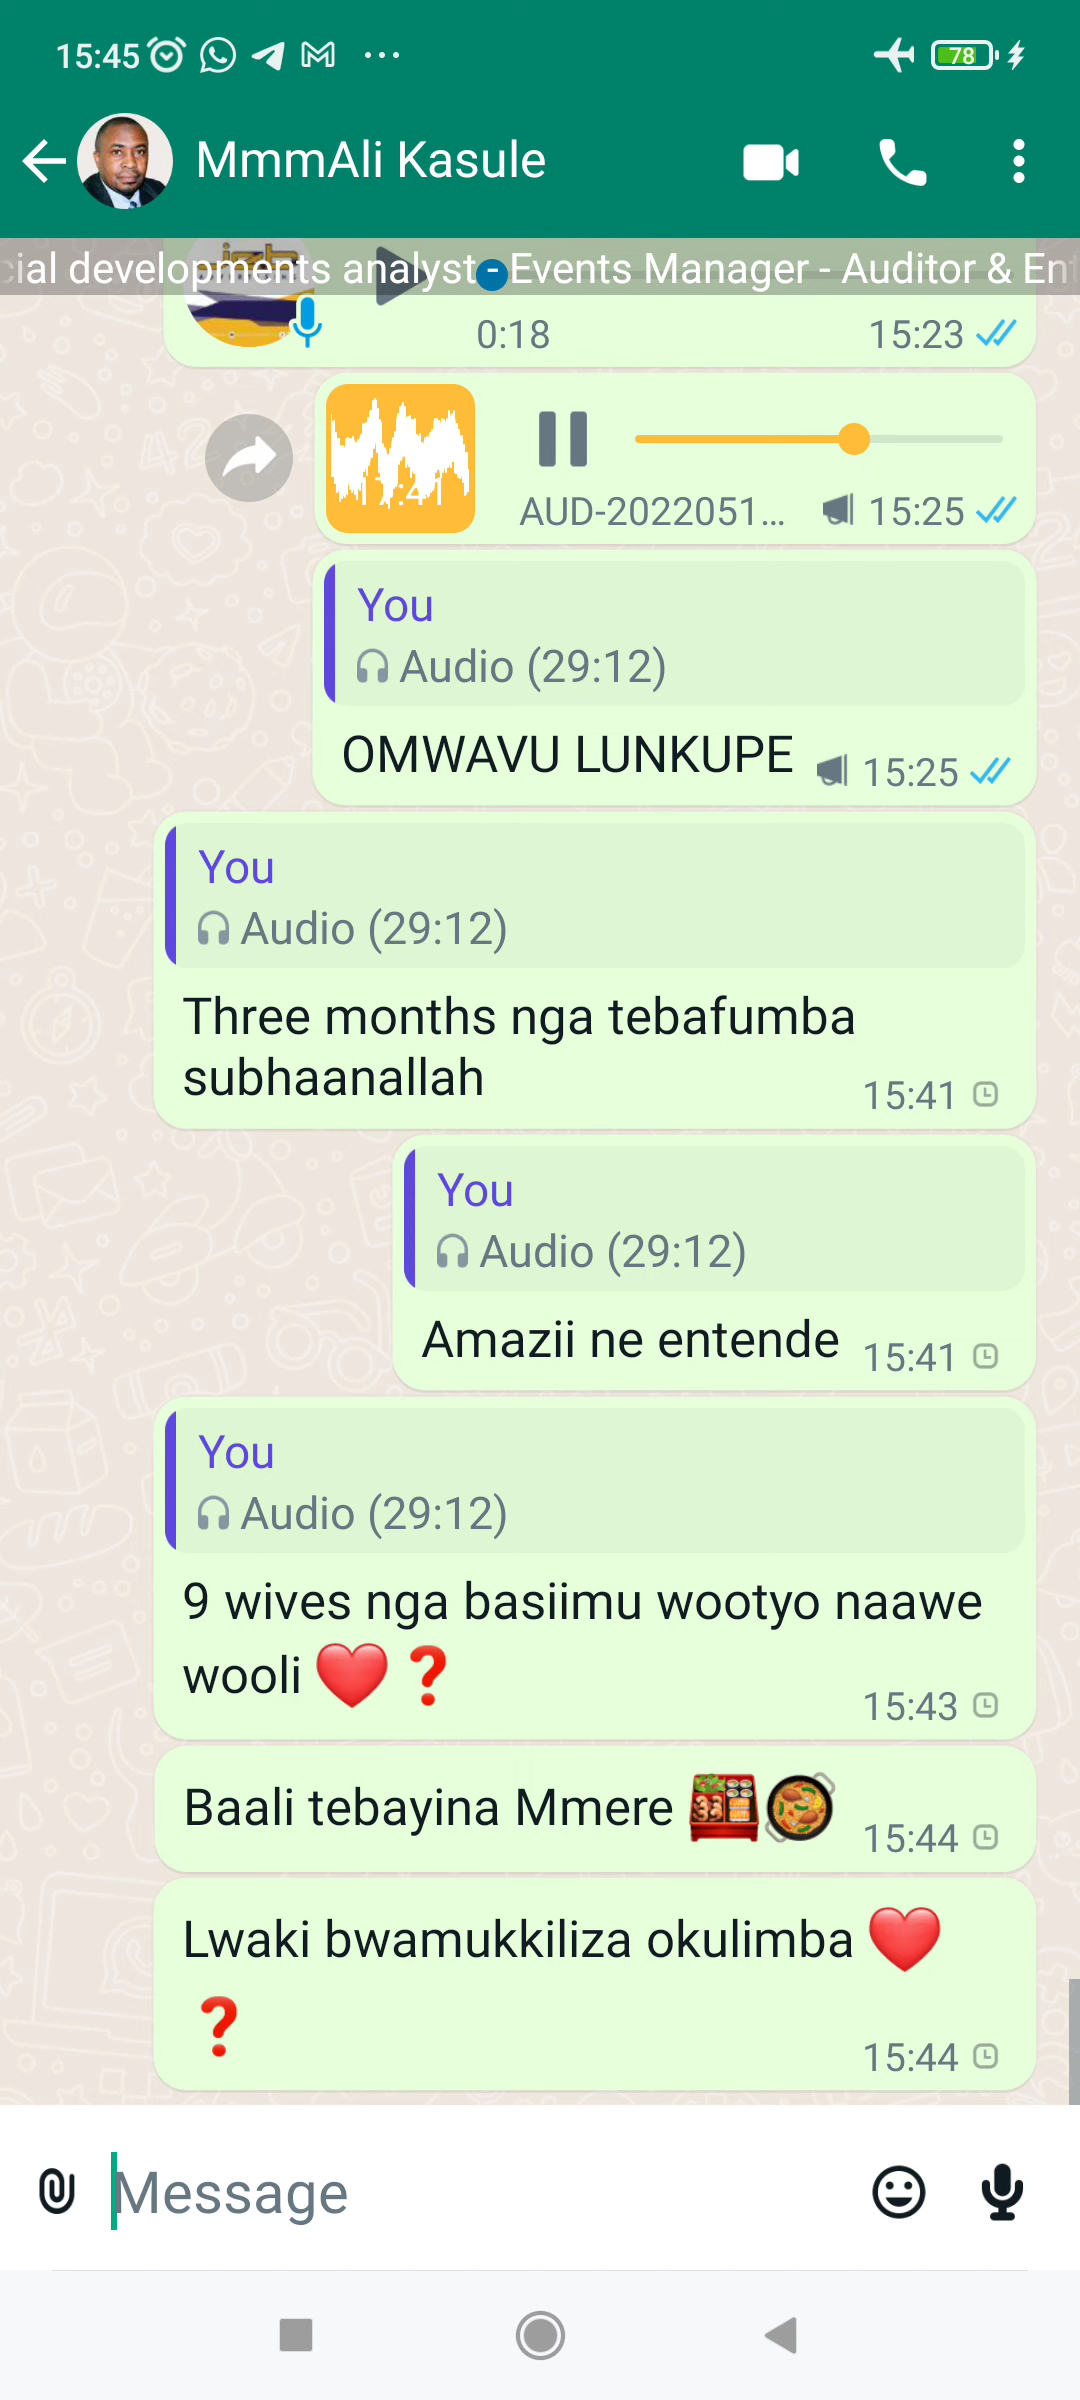 15:45
78
MmmAli Kasule
ial developments analyst - Events Manager - Auditor & Ent
0:18
15:23
17:41
AUD-2022051...
15:25
You
Audio (29:12)
OMWAVU LUNKUPE
15:25
You
Audio (29:12)
Three months nga tebafumba
subhaanallah
15:41
You
Audio (29:12)
Amazii ne entende
15:41
You
Audio (29:12)
9 wives nga basiimu wootyo naawe
wooli ❤️❓
15:43
Baali tebayina Mmere 🍱🥘
15:44
Lwaki bwamukkiliza okulimba ❤️
❓
15:44
Message